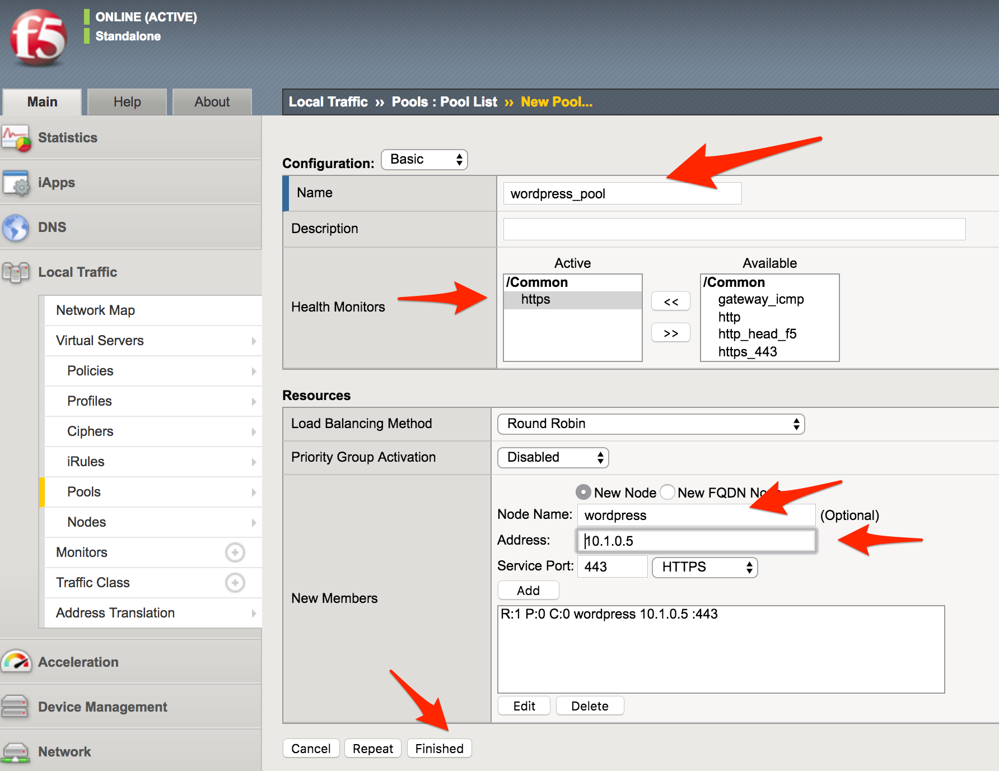 f5
ONLINE (ACTIVE)
Standalone
Main
Help
About
Local Traffic ›› Pools : Pool List ›› New Pool...
Statistics
iApps
DNS
Local Traffic
Network Map
Virtual Servers
Policies
Profiles
Ciphers
iRules
Pools
Nodes
Monitors
Traffic Class
Address Translation
Acceleration
Device Management
Network
Configuration: Basic
Name wordpress_pool
Description
Health Monitors
Active
/Common
https
<<
>>
Available
/Common
gateway_icmp
http
http_head_f5
https_443
Resources
Load Balancing Method Round Robin
Priority Group Activation Disabled
New Members
New Node New FQDN
Node Name: wordpress (Optional)
Address: 10.1.0.5
Service Port: 443 HTTPS
Add
R:1 P:0 C:0 wordpress 10.1.0.5 :443
Edit Delete
Cancel Repeat Finished